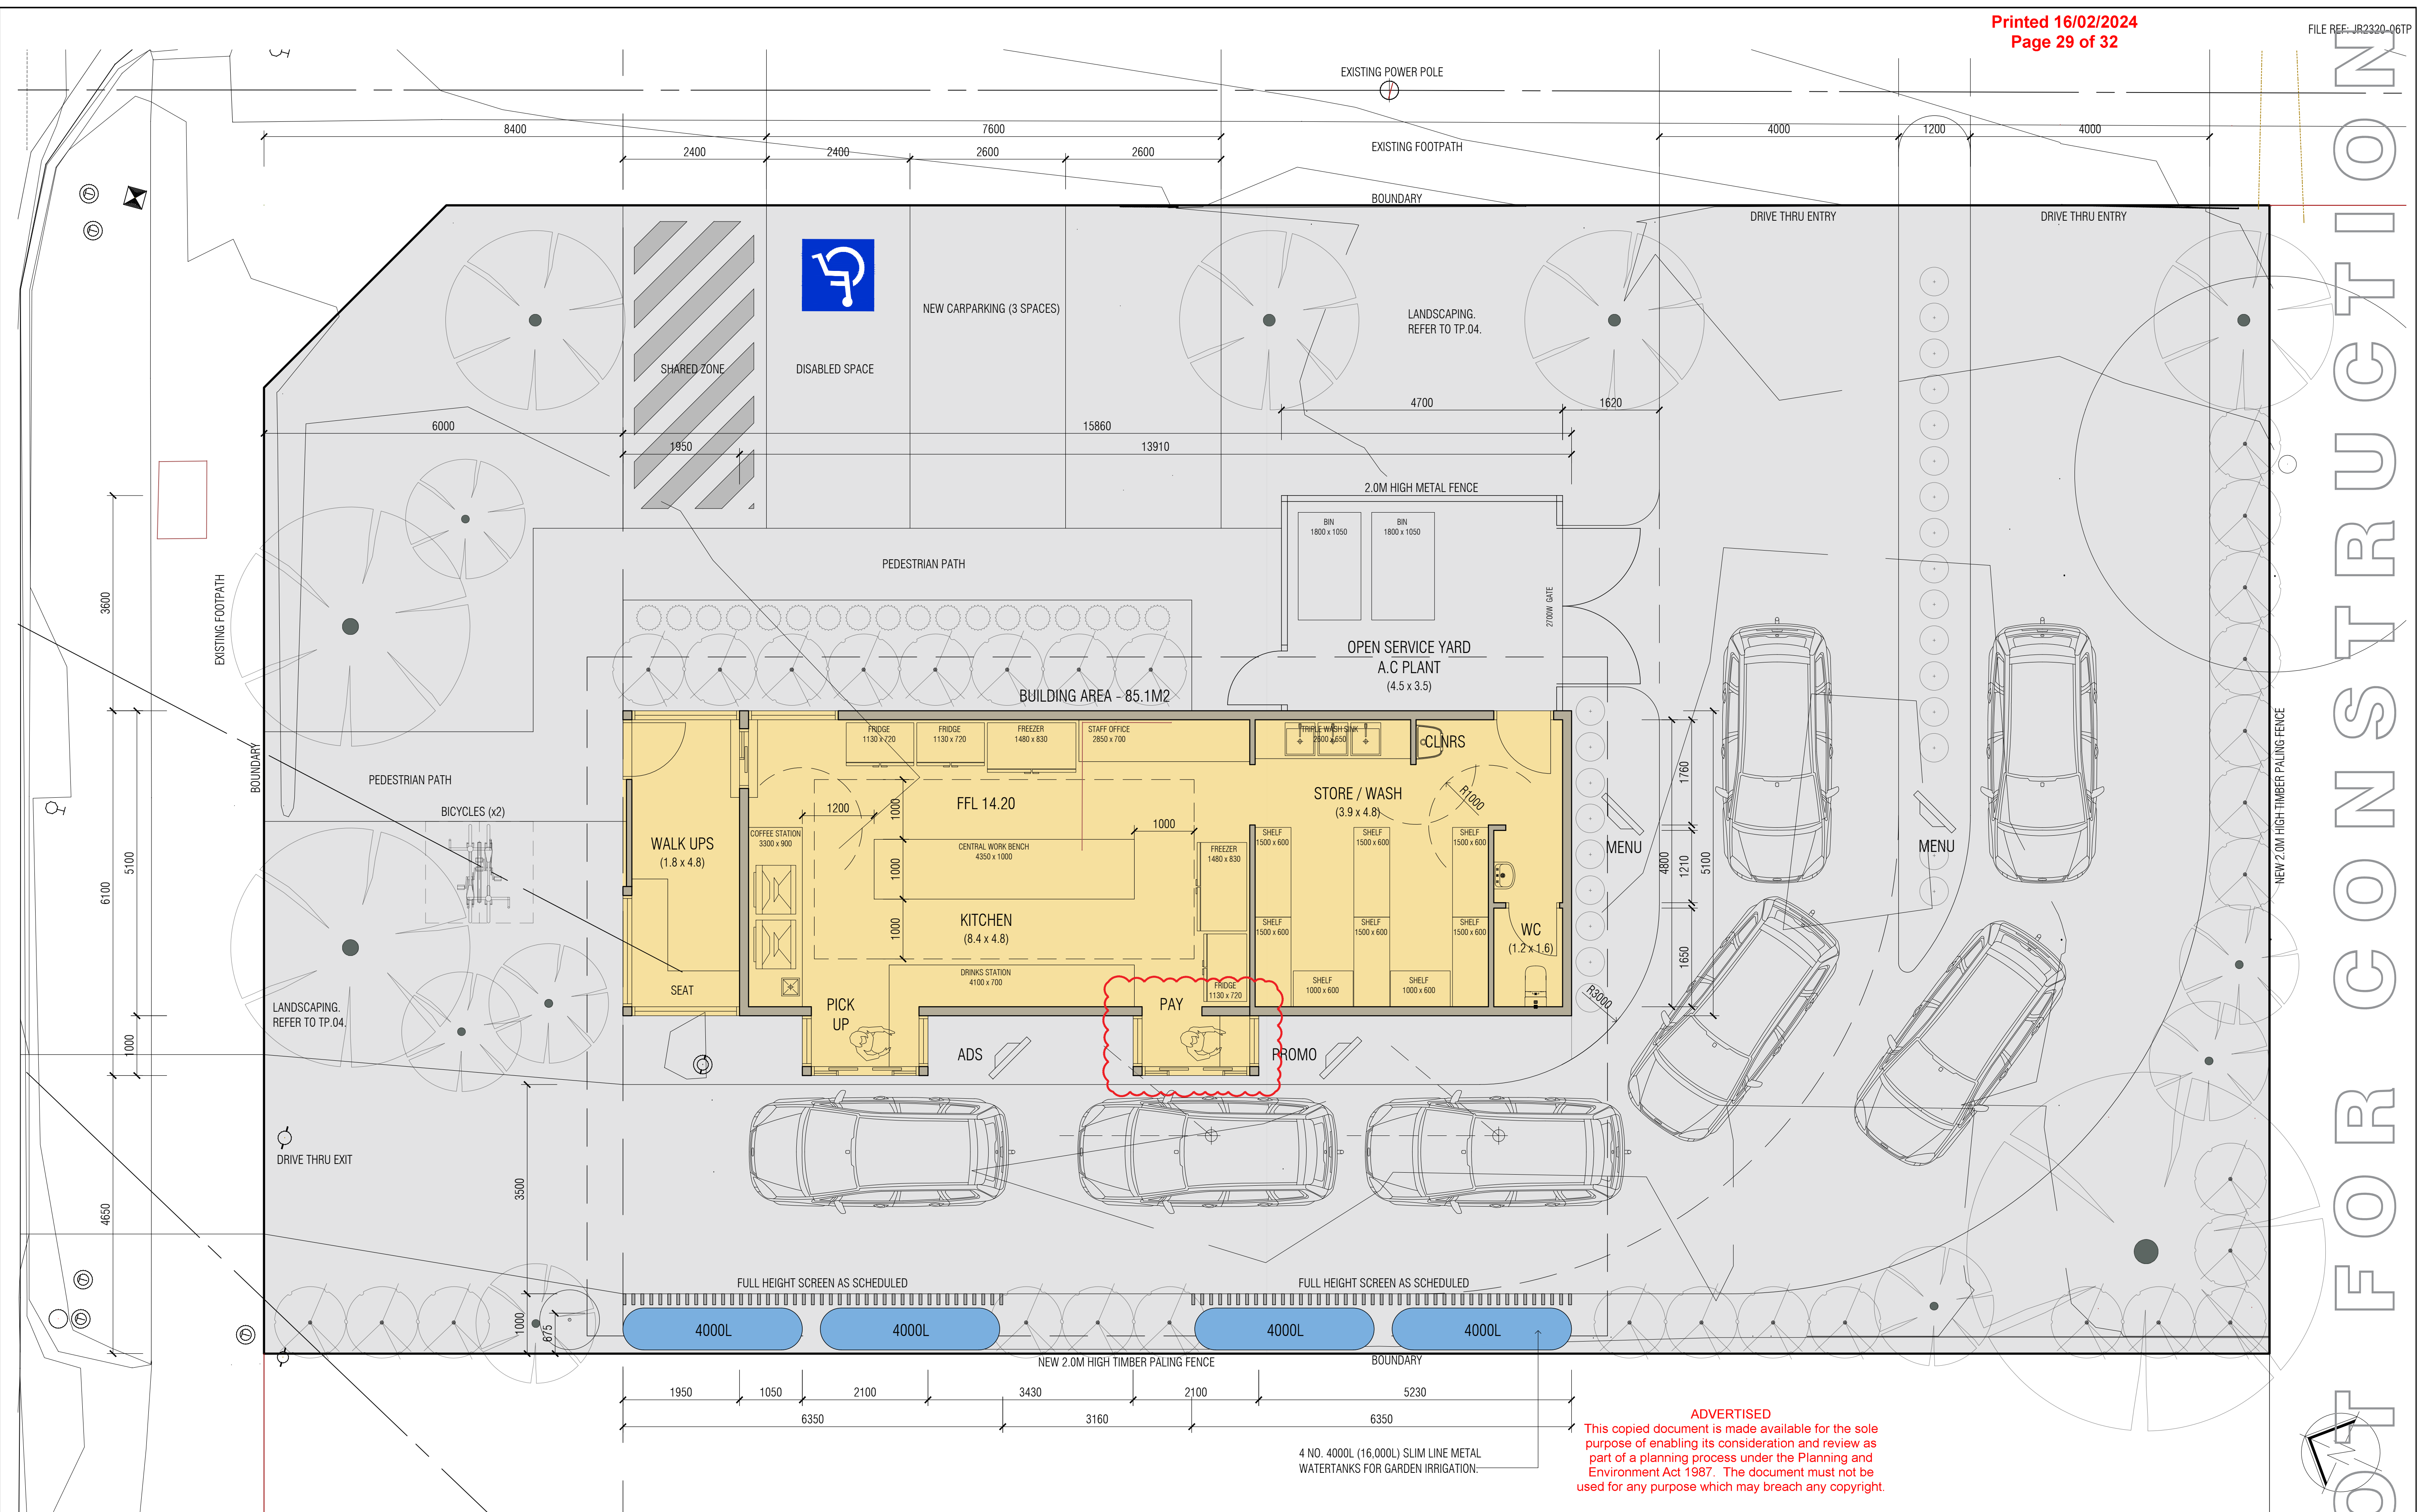 Printed 16/02/2024
Page 29 of 32
FILE REF: JR2320-06TP
EXISTING POWER POLE
8400
7600
4000
1200
4000
2400
2400
2600
2600
EXISTING FOOTPATH
BOUNDARY
DRIVE THRU ENTRY
DRIVE THRU ENTRY
NEW CARPARKING (3 SPACES)
LANDSCAPING.
REFER TO TP.04.
SHARED ZONE
DISABLED SPACE
4700
1620
6000
15860
1950
13910
2.0M HIGH METAL FENCE
BIN
1800 x 1050
BIN
1800 x 1050
PEDESTRIAN PATH
2700W GATE
3600
EXISTING FOOTPATH
OPEN SERVICE YARD
A.C PLANT
(4.5 x 3.5)
BUILDING AREA - 85.1M2
FRIDGE
1130 x 720
FRIDGE
1130 x 720
FREEZER
1480 x 830
STAFF OFFICE
2850 x 700
TRIPLE WASH SINK
CLNRS
BOUNDARY
PEDESTRIAN PATH
BICYCLES (x2)
1200
1000
FFL 14.20
STORE / WASH
(3.9 x 4.8)
R1000
1760
NEW 2.0M HIGH TIMBER PALING FENCE
WALK UPS
(1.8 x 4.8)
COFFEE STATION
3300 x 900
1000
SHELF
1500 x 600
SHELF
1500 x 600
SHELF
1500 x 600
CENTRAL WORK BENCH
4350 x 1000
FREEZER
1480 x 830
MENU
MENU
1000
4800
1210
5100
6100
5100
1000
KITCHEN
(8.4 x 4.8)
SHELF
1500 x 600
SHELF
1500 x 600
SHELF
1500 x 600
WC
(1.2 x 1.6)
1650
DRINKS STATION
4100 x 700
SEAT
PICK
UP
PAY
FRIDGE
1130 x 720
SHELF
1000 x 600
SHELF
1000 x 600
R3000
LANDSCAPING.
REFER TO TP.04.
1000
ADS
PROMO
DRIVE THRU EXIT
3500
4650
FULL HEIGHT SCREEN AS SCHEDULED
FULL HEIGHT SCREEN AS SCHEDULED
1000
675
4000L
4000L
4000L
4000L
NEW 2.0M HIGH TIMBER PALING FENCE
BOUNDARY
1950
1050
2100
3430
2100
5230
6350
3160
6350
4 NO. 4000L (16,000L) SLIM LINE METAL
WATERTANKS FOR GARDEN IRRIGATION.
ADVERTISED
This copied document is made available for the sole
purpose of enabling its consideration and review as
part of a planning process under the Planning and
Environment Act 1987. The document must not be
used for any purpose which may breach any copyright.
OT FOR CONSTRUCTION